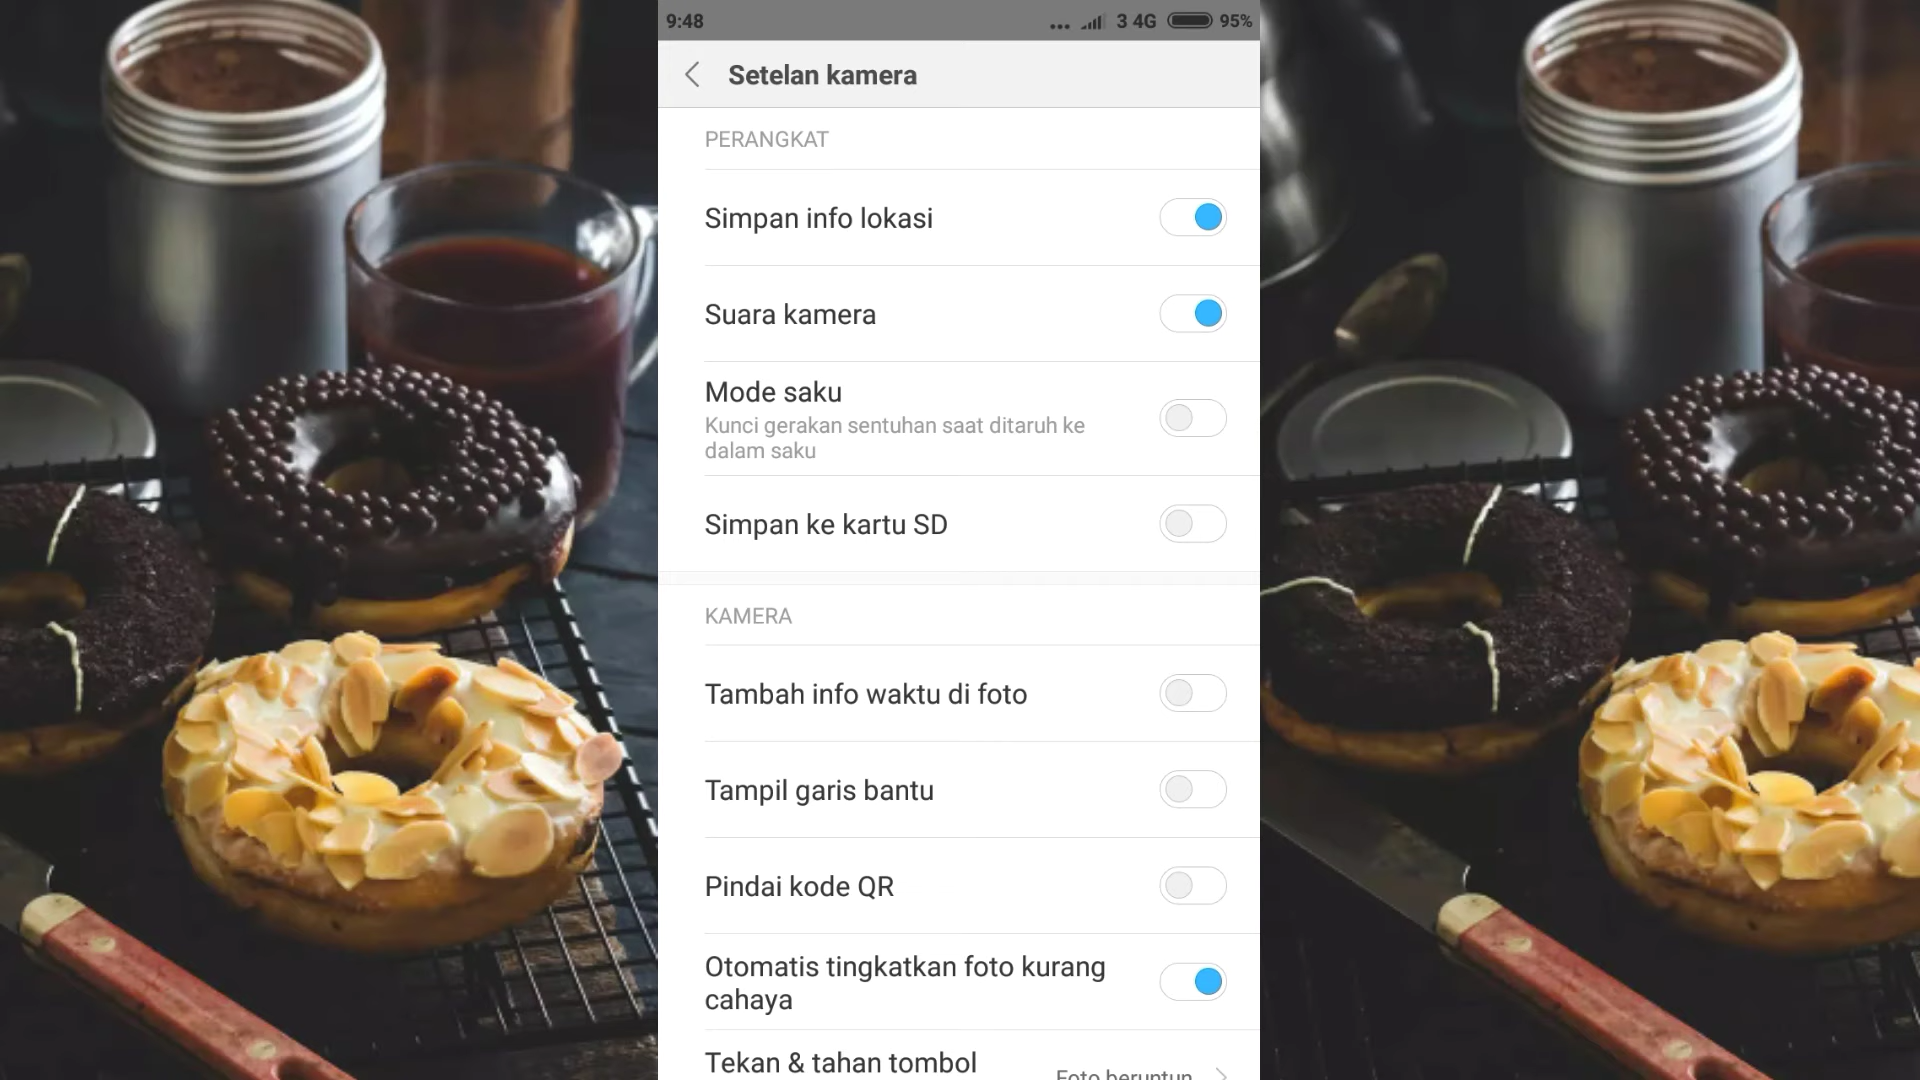 9:48
3 4G 95%
Setelan kamera
PERANGKAT
Simpan info lokasi
Suara kamera
Mode saku
Kunci gerakan sentuhan saat ditaruh ke
dalam saku
Simpan ke kartu SD
KAMERA
Tambah info waktu di foto
Tampil garis bantu
Pindai kode QR
Otomatis tingkatkan foto kurang
cahaya
Tekan & tahan tombol
Foto beruntun